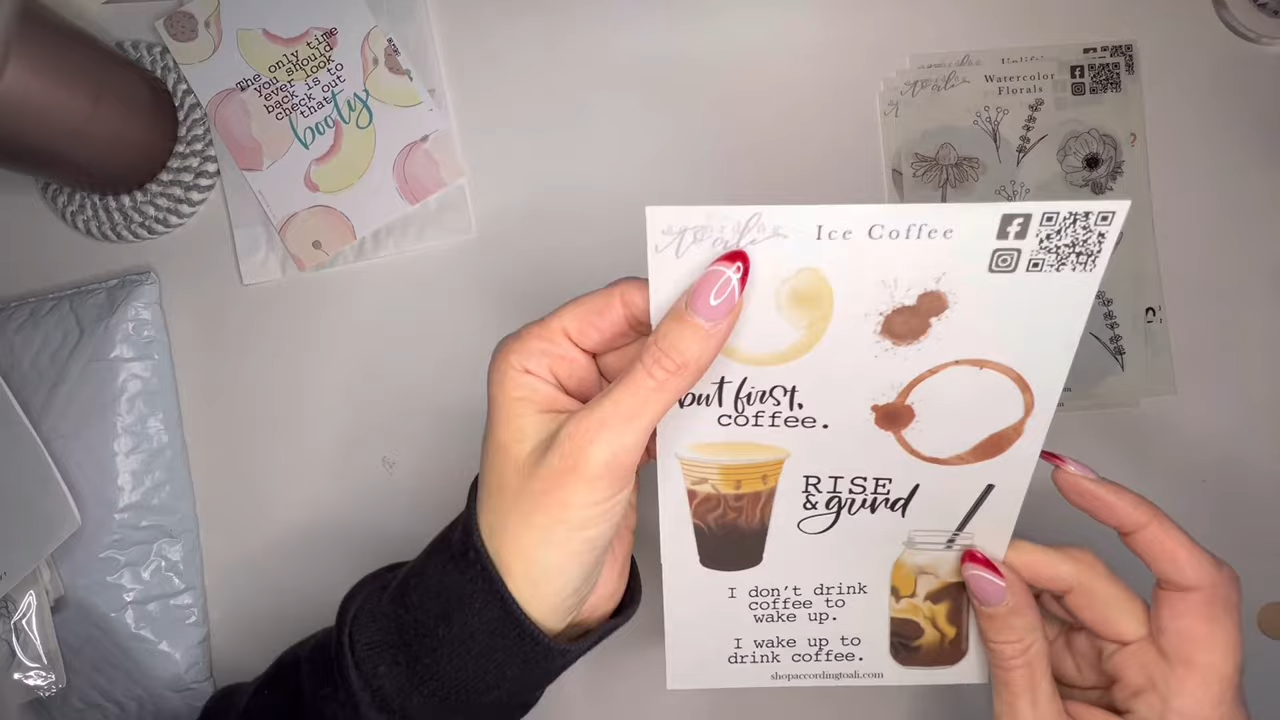 The only time
you should
ever look
back is to
check out
that
booty
Uplifti
Watercolor
Florals
Ice Coffee
but first,
coffee.
RISE
& grind
I don't drink
coffee to
wake up.
I wake up to
drink coffee.
shopaccordingtoali.com